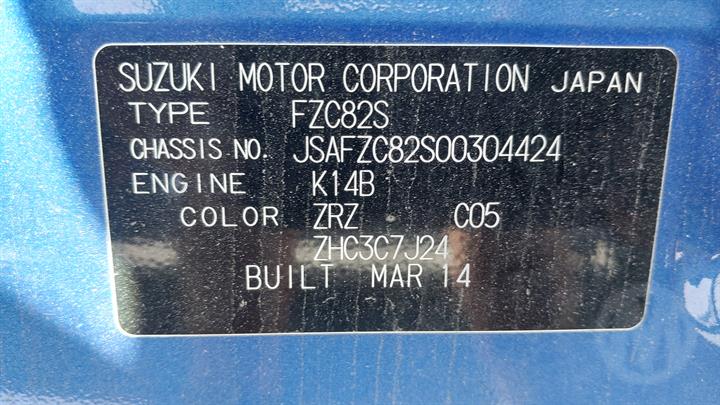 SUZUKI MOTOR CORPORATION JAPAN
TYPE FZC82S
CHASSIS NO. JSAFZC82S00304424
ENGINE K14B
COLOR ZRZ C05
ZHC3C7J24
BUILT MAR 14